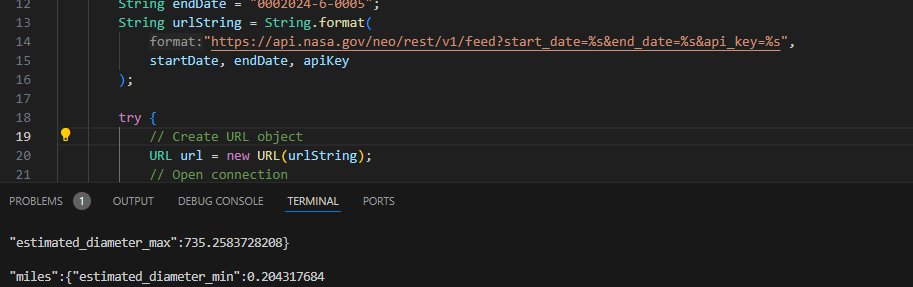 12 String endDate = "0002024-6-0005";
13 String urlString = String.format(
14 format:"https://api.nasa.gov/neo/rest/v1/feed?start_date=%s&end_date=%s&api_key=%s",
15 startDate, endDate, apiKey
16 );
17
18 try {
19 // Create URL object
20 URL url = new URL(urlString);
21 // Open connection
PROBLEMS 1 OUTPUT DEBUG CONSOLE TERMINAL PORTS
"estimated_diameter_max":735.2583728208}
"miles":{"estimated_diameter_min":0.204317684